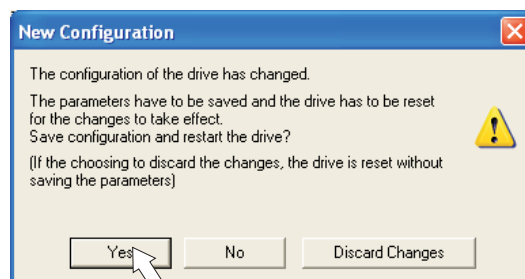 New Configuration
The configuration of the drive has changed.
The parameters have to be saved and the drive has to be reset
for the changes to take effect.
Save configuration and restart the drive?
(If the choosing to discard the changes, the drive is reset without
saving the parameters)
Yes
No
Discard Changes